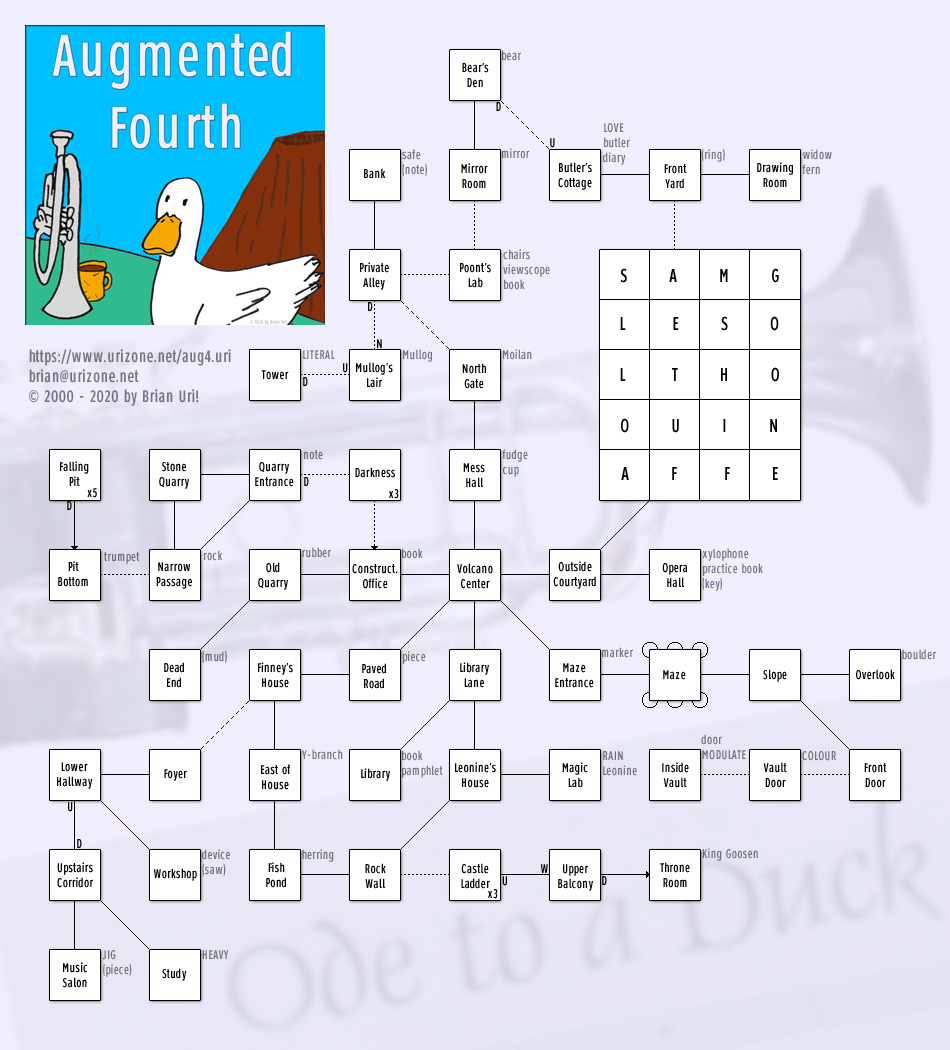 Augmented
Fourth
© 2000 by Brian Uri!
https://www.urizone.net/aug4.uri
brian@urizone.net
© 2000 - 2020 by Brian Uri!
Bear's
Den
bear
D
U
Bank
safe
(note)
Mirror
Room
mirror
Butler's
Cottage
LOVE
butler
diary
Front
Yard
(ring)
Drawing
Room
widow
fern
Private
Alley
D
Poont's
Lab
chairs
viewscope
book
S A M G
L E S O
L T H O
O U I N
A F F E
Tower
LITERAL
D
U
N
Mullog's
Lair
Mullog
North
Gate
Moilan
Falling
Pit
x5
D
Stone
Quarry
Quarry
Entrance
note
D
Darkness
x3
Mess
Hall
fudge
cup
Pit
Bottom
trumpet
Narrow
Passage
rock
Old
Quarry
rubber
Construct.
Office
book
Volcano
Center
Outside
Courtyard
Opera
Hall
xylophone
practice book
(key)
Dead
End
(mud)
Finney's
House
Paved
Road
piece
Library
Lane
Maze
Entrance
marker
Maze
Slope
Overlook
boulder
Lower
Hallway
U
Foyer
East of
House
Y-branch
Library
book
pamphlet
Leonine's
House
Magic
Lab
RAIN
Leonine
Inside
Vault
door
MODULATE
Vault
Door
COLOUR
Front
Door
D
Upstairs
Corridor
Workshop
device
(saw)
Fish
Pond
herring
Rock
Wall
Castle
Ladder
x3
U
W
Upper
Balcony
D
Throne
Room
King Goosen
Music
Salon
JIG
(piece)
Study
HEAVY
Ode to a Duck